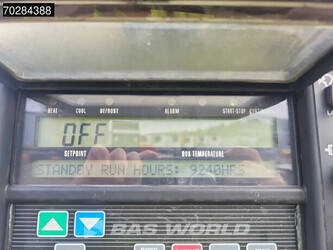 70284388
HEAT COOL DEFROST ALARM START-STOP
OFF
SETPOINT BOX TEMPERATURE
STANDBY RUN HOURS: 9240HRS
BAS WORLD